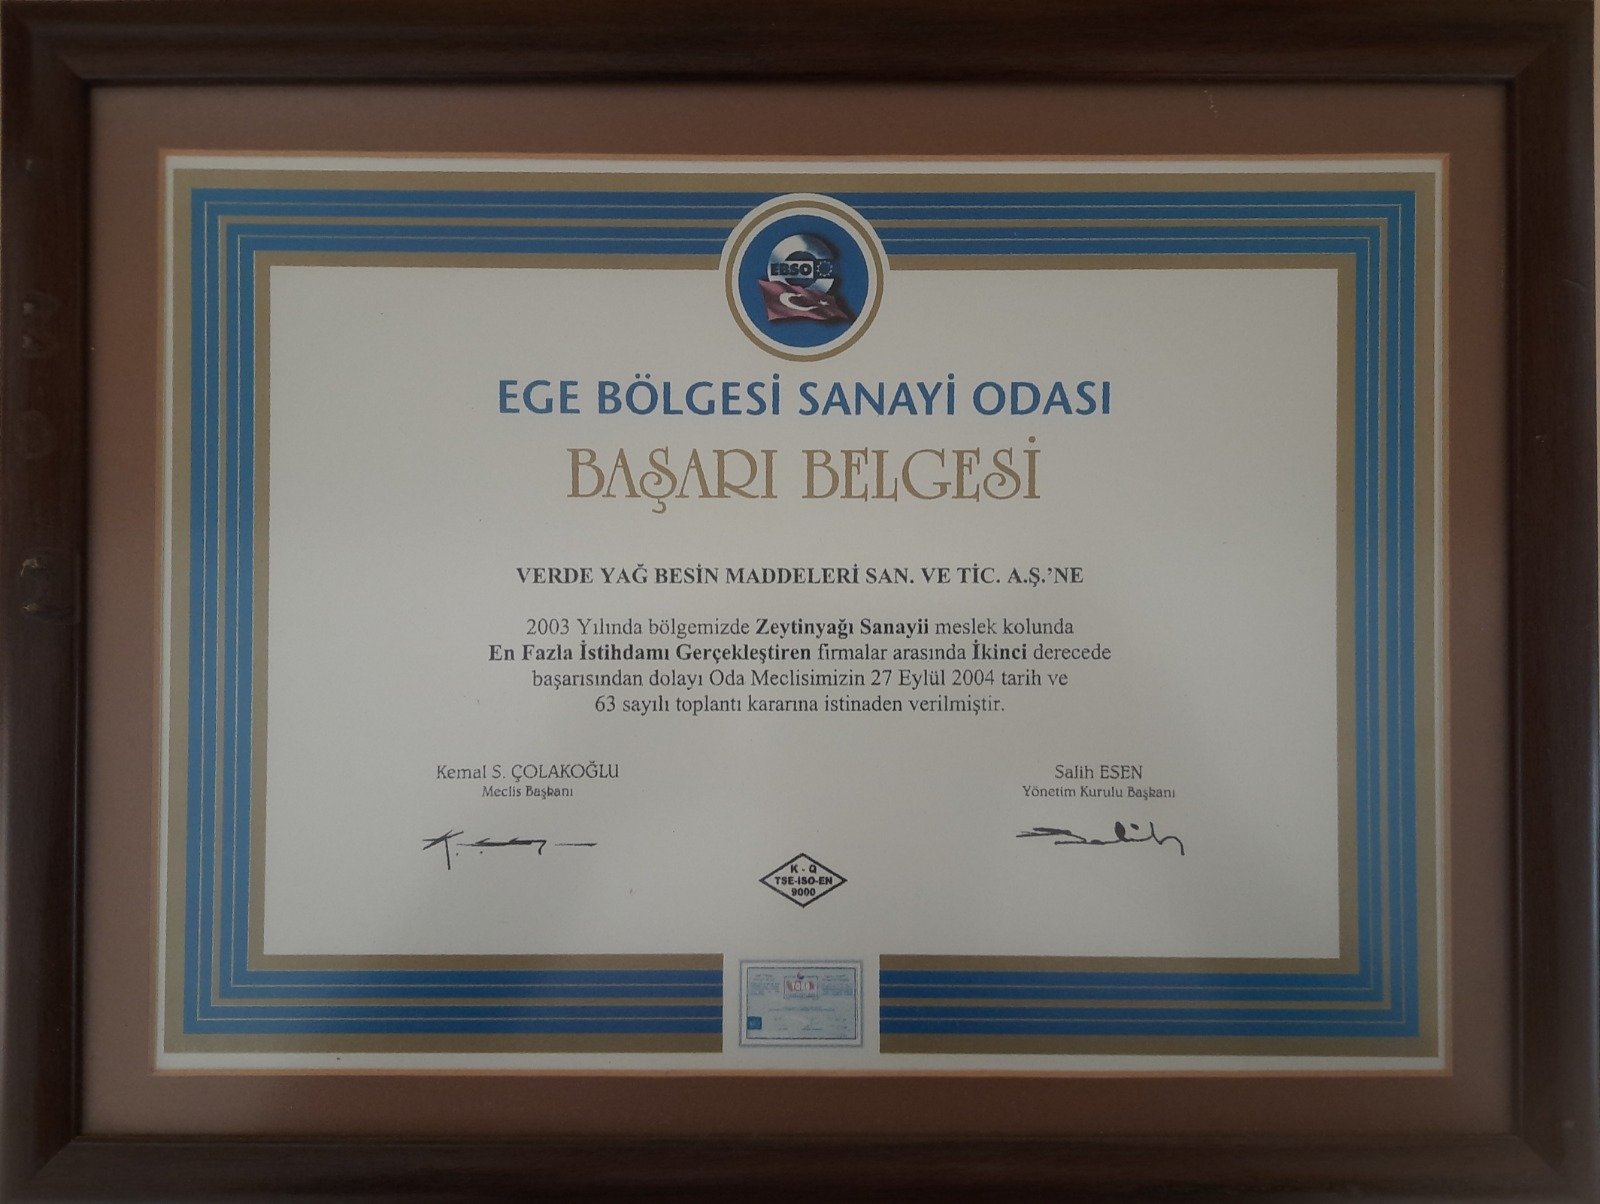 EBSO
EGE BÖLGESİ SANAYİ ODASI
BAŞARI BELGESİ
VERDE YAĞ BESİN MADDELERİ SAN. VE TİC. A.Ş.'NE
2003 Yılında bölgemizde Zeytinyağı Sanayii meslek kolunda
En Fazla İstihdamı Gerçekleştiren firmalar arasında İkinci derecede
başarısından dolayı Oda Meclisimizin 27 Eylül 2004 tarih ve
63 sayılı toplantı kararına istinaden verilmiştir.
Kemal S. ÇOLAKOĞLU
Meclis Başkanı
Salih ESEN
Yönetim Kurulu Başkanı
K - Q
TSE-ISO-EN
9000